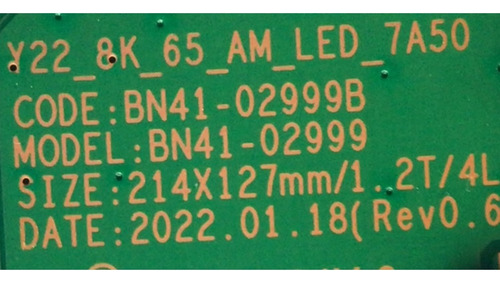 Y22_8K_65_AM_LED_7A50
CODE:BN41-02999B
MODEL:BN41-02999
SIZE:214X127mm/1.2T/4L
DATE:2022.01.18(Rev0.6